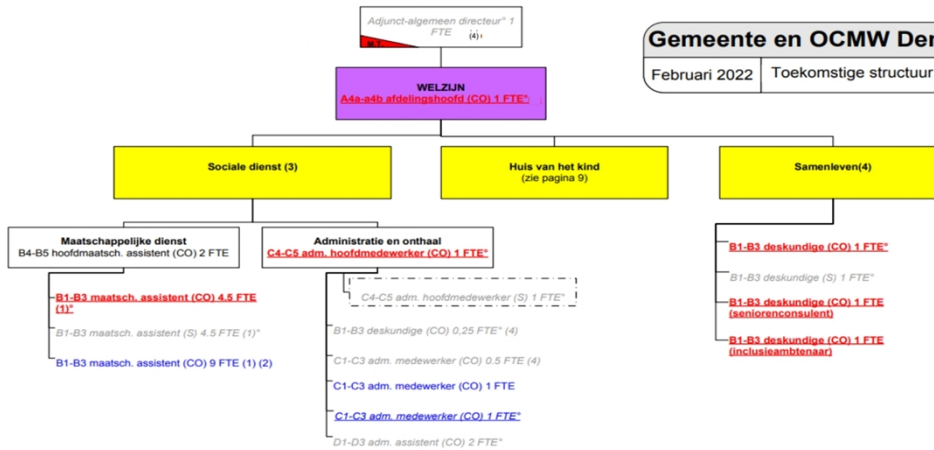 Adjunct-algemeen directeur° 1
FTE
(4)
M.T.
Gemeente en OCMW Der
Februari 2022
Toekomstige structuur
WELZIJN
A4a-a4b afdelingshoofd (CO) 1 FTE°
Sociale dienst (3)
Huis van het kind
(zie pagina 9)
Samenleven(4)
Maatschappelijke dienst
B4-B5 hoofdmaatsch. assistent (CO) 2 FTE
Administratie en onthaal
C4-C5 adm. hoofdmedewerker (CO) 1 FTE°
B1-B3 maatsch. assistent (CO) 4.5 FTE
(1)°
B1-B3 maatsch. assistent (S) 4.5 FTE (1)°
B1-B3 maatsch. assistent (CO) 9 FTE (1) (2)
C4-C5 adm. hoofdmedewerker (S) 1 FTE°
B1-B3 deskundige (CO) 0,25 FTE° (4)
C1-C3 adm. medewerker (CO) 0.5 FTE (4)
C1-C3 adm. medewerker (CO) 1 FTE
C1-C3 adm. medewerker (CO) 1 FTE°
D1-D3 adm. assistent (CO) 2 FTE°
B1-B3 deskundige (CO) 1 FTE°
B1-B3 deskundige (S) 1 FTE°
B1-B3 deskundige (CO) 1 FTE
(seniorenconsulent)
B1-B3 deskundige (CO) 1 FTE
(inclusieambtenaar)